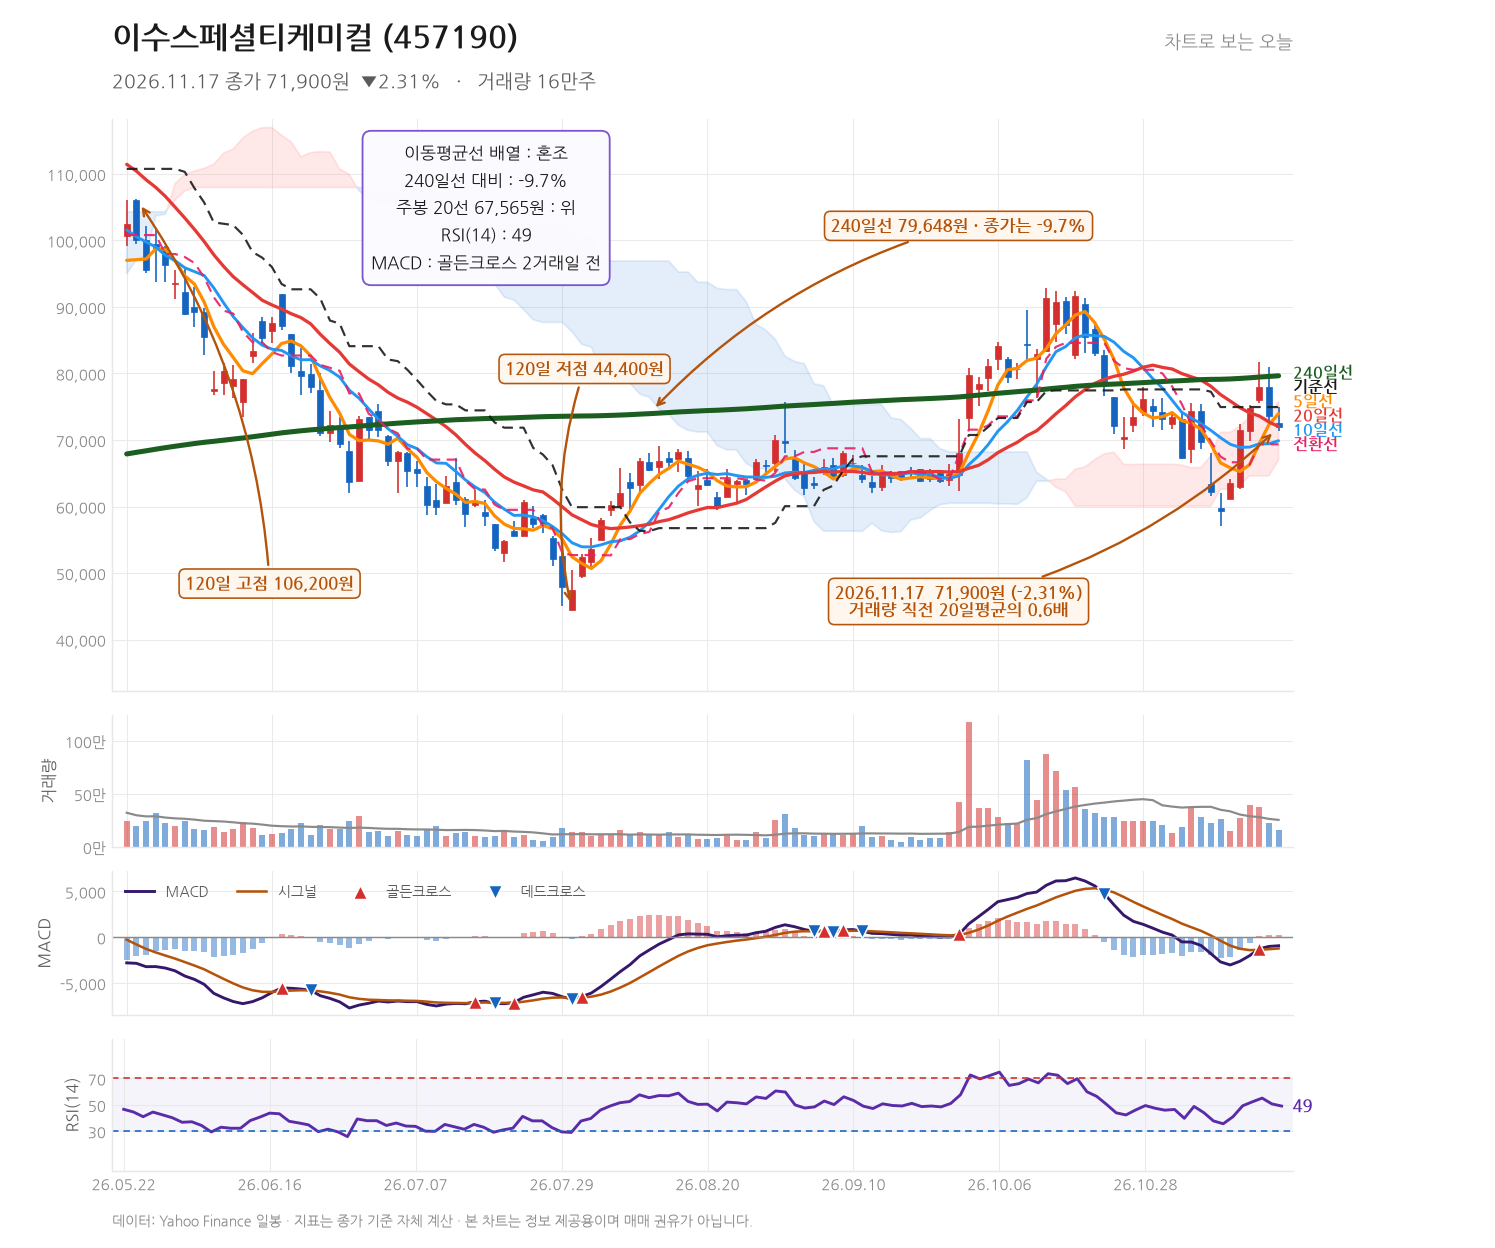 이수스페셜티케미컬 (457190)
차트로 보는 오늘
2026.11.17 종가 71,900원 ▼2.31% · 거래량 16만주
이동평균선 배열 : 혼조
240일선 대비 : -9.7%
주봉 20선 67,565원 : 위
RSI(14) : 49
MACD : 골든크로스 2거래일 전
240일선 79,648원 · 종가는 -9.7%
120일 저점 44,400원
120일 고점 106,200원
2026.11.17 71,900원 (-2.31%)
거래량 직전 20일평균의 0.6배
110,000
100,000
90,000
80,000
70,000
60,000
50,000
40,000
240일선
기준선
5일선
20일선
10일선
전환선
거래량
100만
50만
0만
MACD
5,000
0
-5,000
MACD
시그널
골든크로스
데드크로스
RSI(14)
70
50
30
49
26.05.22
26.06.16
26.07.07
26.07.29
26.08.20
26.09.10
26.10.06
26.10.28
데이터: Yahoo Finance 일봉 · 지표는 종가 기준 자체 계산 · 본 차트는 정보 제공용이며 매매 권유가 아닙니다.